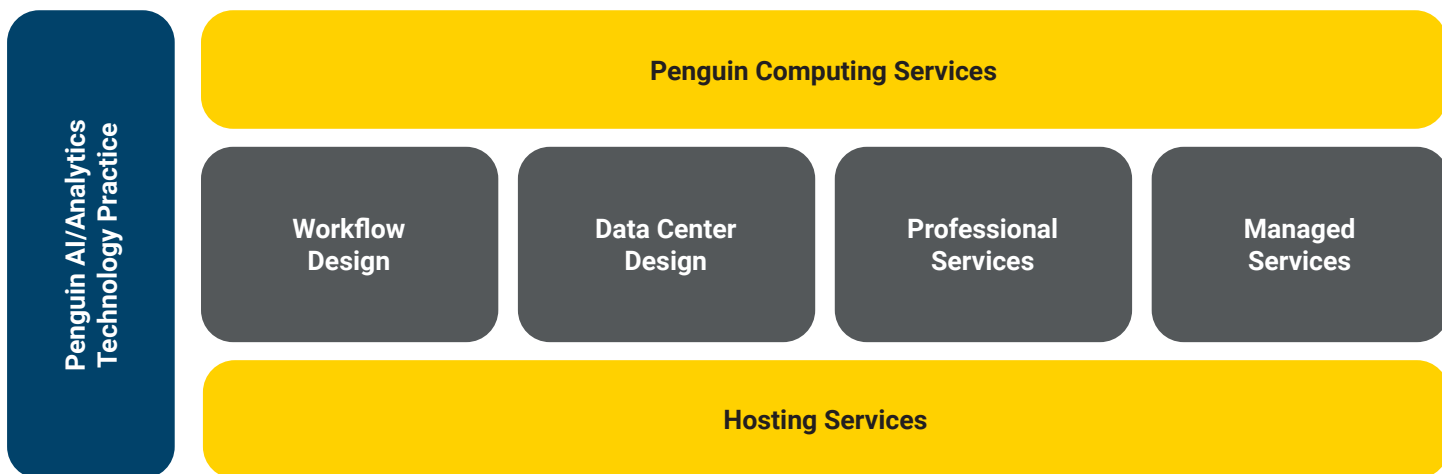 Penguin AI/Analytics
Technology Practice
Penguin Computing Services
Workflow
Design
Data Center
Design
Professional
Services
Managed
Services
Hosting Services